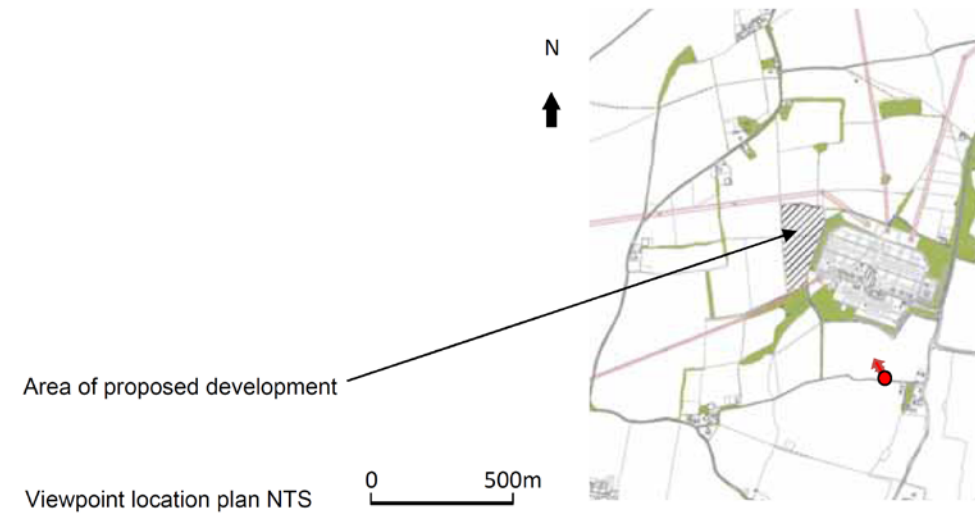 N
Area of proposed development
Viewpoint location plan NTS
0 500m